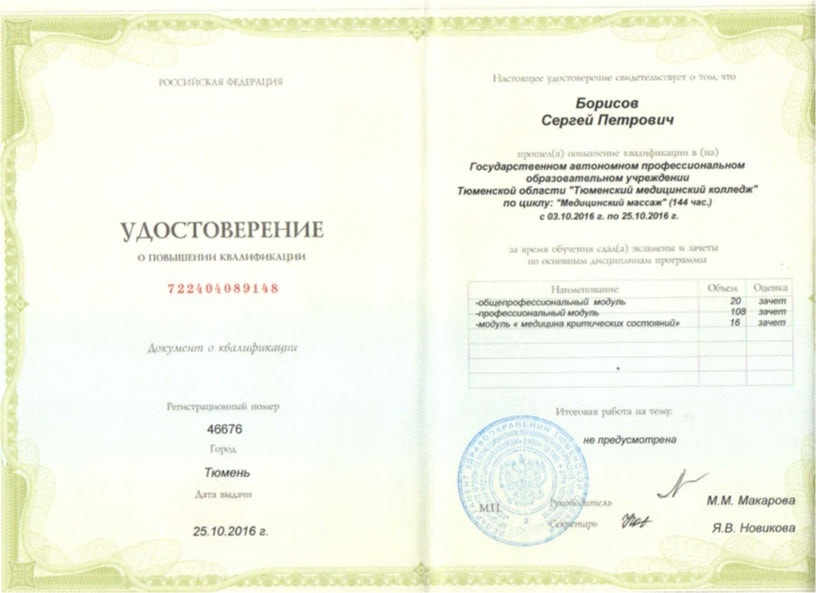 РОССИЙСКАЯ ФЕДЕРАЦИЯ
УДОСТОВЕРЕНИЕ
О ПОВЫШЕНИИ КВАЛИФИКАЦИИ
722404089148
Документ о квалификации
Регистрационный номер
46676
Город
Тюмень
Дата выдачи
25.10.2016 г.
Настоящее удостоверение свидетельствует о том, что
Борисов
Сергей Петрович
прошел(а) повышение квалификации в (на)
Государственном автономном профессиональном
образовательном учреждении
Тюменской области "Тюменский медицинский колледж"
по циклу: "Медицинский массаж" (144 час.)
с 03.10.2016 г. по 25.10.2016 г.
за время обучения сдал(а) экзамены и зачеты
по основным дисциплинам программы
Наименование Объем Оценка
-общепрофессиональный модуль 20 зачет
-профессиональный модуль 108 зачет
-модуль « медицина критических состояний» 16 зачет
Итоговая работа на тему:
не предусмотрена
ДЕПАРТАМЕНТ ЗДРАВООХРАНЕНИЯ ТЮМЕНСКОЙ
М.П.
Руководитель М.М. Макарова
Секретарь Я.В. Новикова